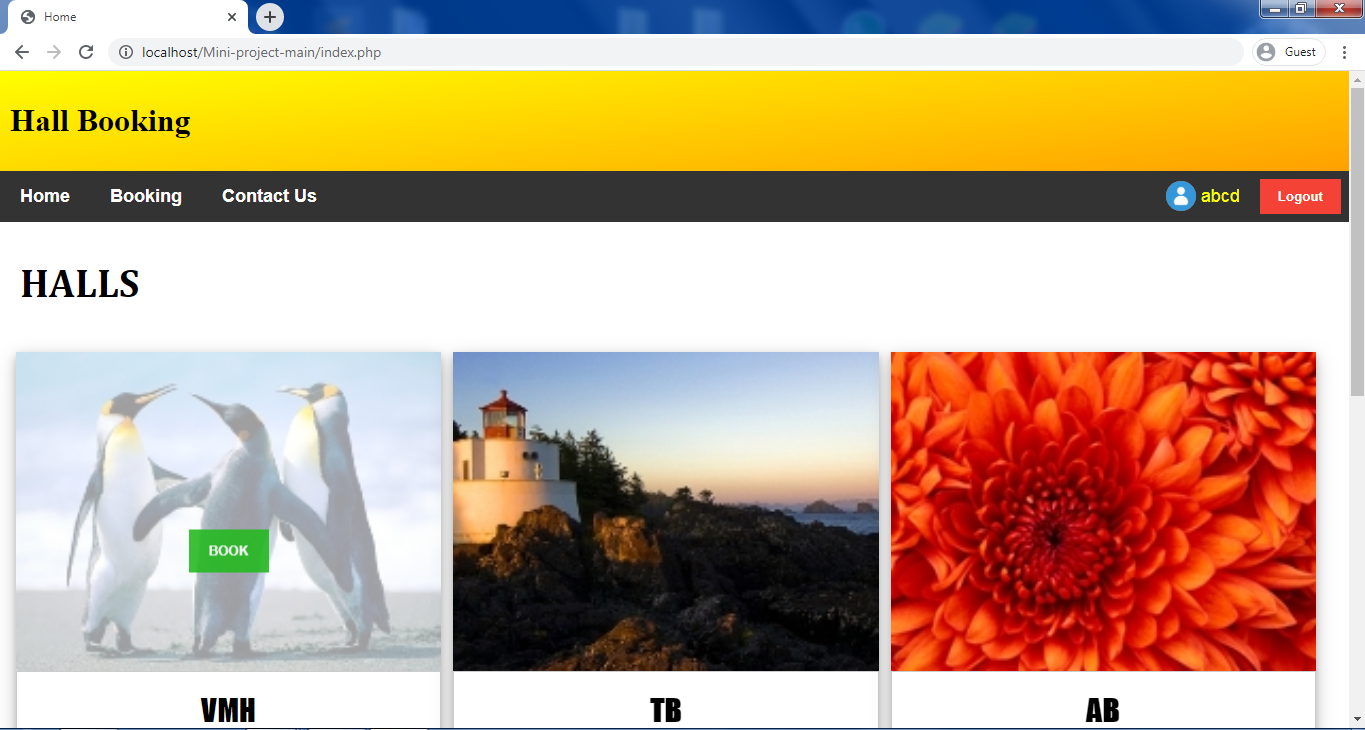 Home
localhost/Mini-project-main/index.php
Guest
Hall Booking
Home Booking Contact Us abcd Logout
HALLS
BOOK
VMH TB AB